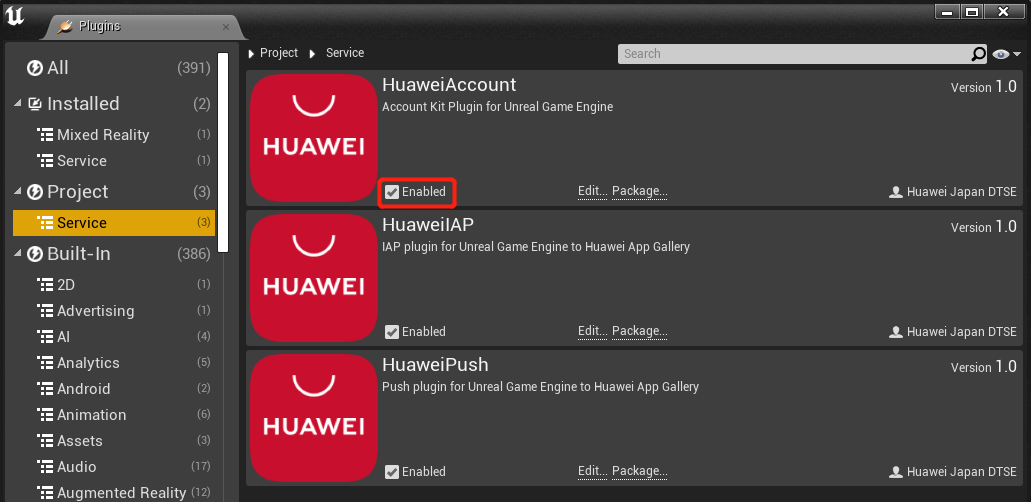 Plugins
All (391)
Installed (2)
Mixed Reality (1)
Service (1)
Project (3)
Service (3)
Built-In (386)
2D (1)
Advertising (1)
AI (4)
Analytics (5)
Android (2)
Animation (6)
Assets (3)
Audio (17)
Augmented Reality (12)
Project Service
Search
HUAWEI
HuaweiAccount
Version 1.0
Account Kit Plugin for Unreal Game Engine
Enabled
Edit... Package...
Huawei Japan DTSE
HUAWEI
HuaweiIAP
Version 1.0
IAP plugin for Unreal Game Engine to Huawei App Gallery
Enabled
Edit... Package...
Huawei Japan DTSE
HUAWEI
HuaweiPush
Version 1.0
Push plugin for Unreal Game Engine to Huawei App Gallery
Enabled
Edit... Package...
Huawei Japan DTSE